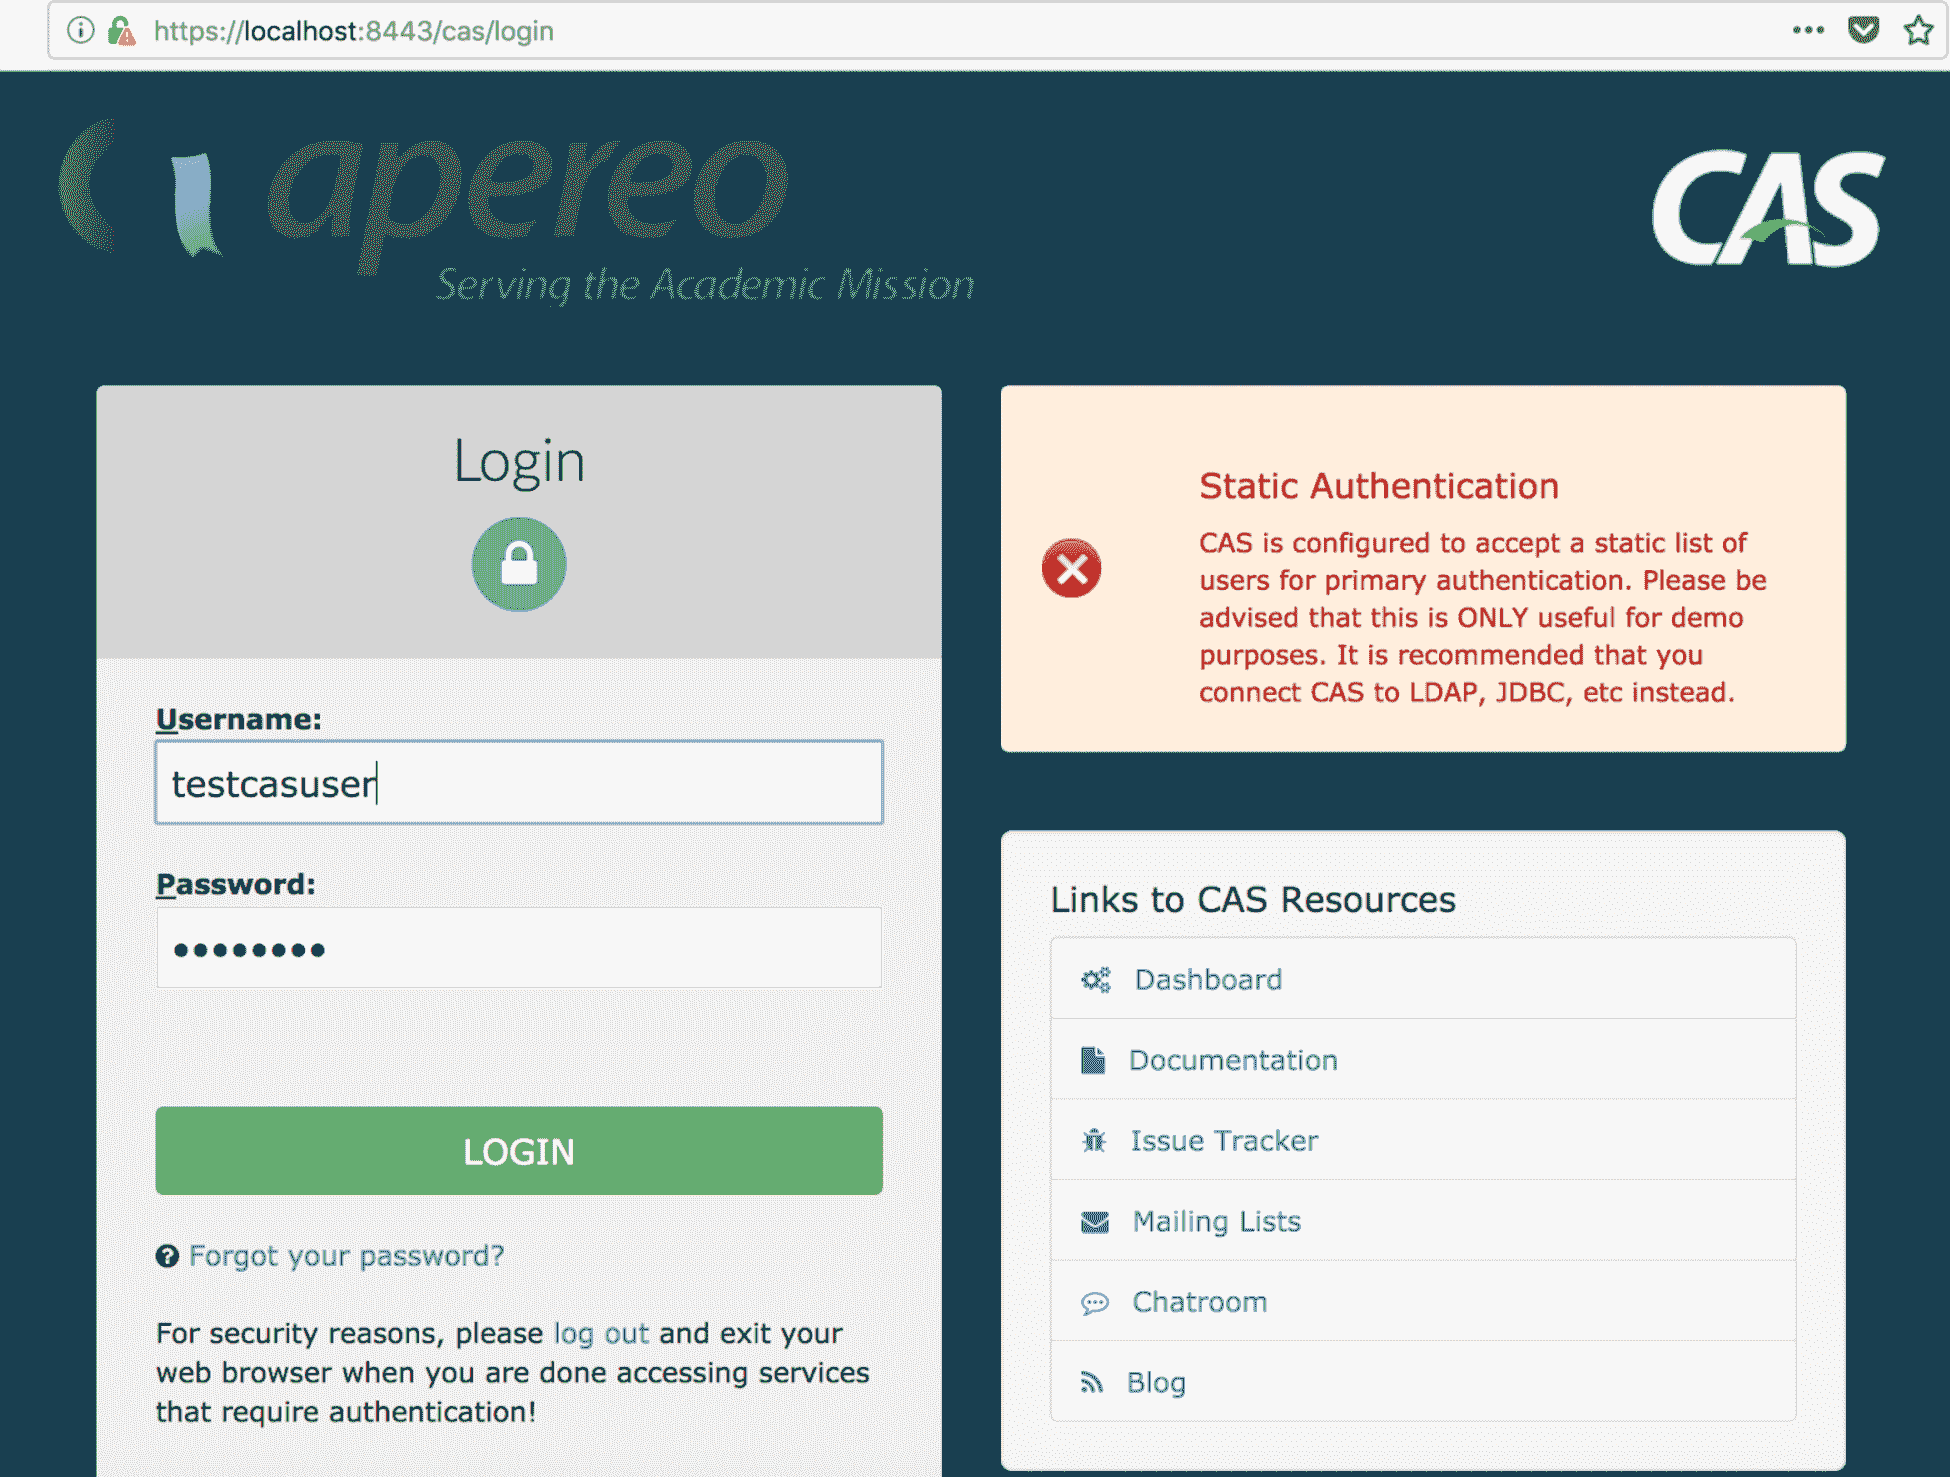 https://localhost:8443/cas/login
apereo
Serving the Academic Mission
CAS
Login
Username:
testcasuser
Password:
••••••••
LOGIN
Forgot your password?
For security reasons, please log out and exit your
web browser when you are done accessing services
that require authentication!
Static Authentication
CAS is configured to accept a static list of
users for primary authentication. Please be
advised that this is ONLY useful for demo
purposes. It is recommended that you
connect CAS to LDAP, JDBC, etc instead.
Links to CAS Resources
Dashboard
Documentation
Issue Tracker
Mailing Lists
Chatroom
Blog